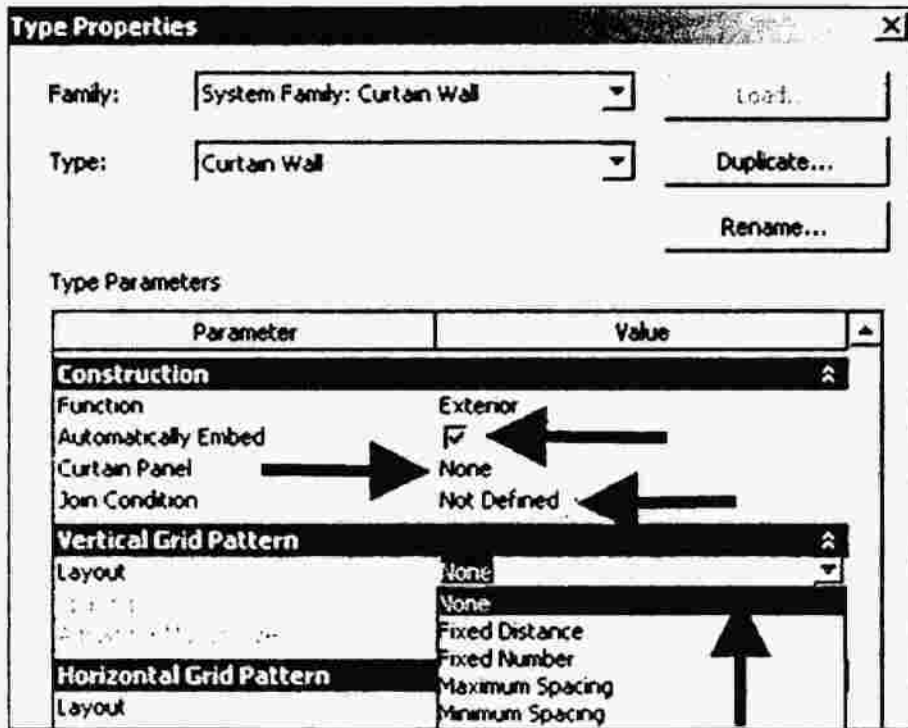 Type Properties
Family: System Family: Curtain Wall Load...
Type: Curtain Wall Duplicate...
Rename...
Type Parameters
Parameter Value
Construction
Function Exterior
Automatically Embed
Curtain Panel None
Join Condition Not Defined
Vertical Grid Pattern
Layout None
None
Fixed Distance
Fixed Number
Horizontal Grid Pattern Maximum Spacing
Layout Minimum Spacing